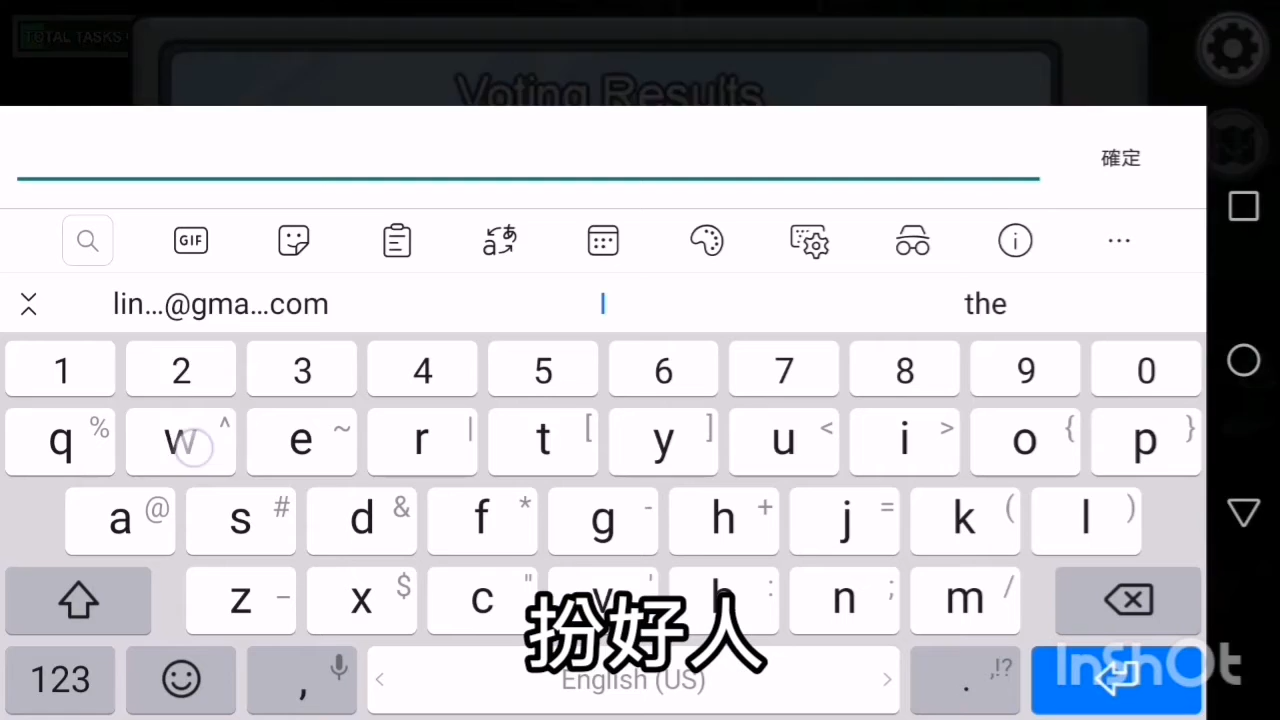 TOTAL TASKS
Voting Results
確定
GIF
lin...@gma...com I the
1 2 3 4 5 6 7 8 9 0
q % w ^ e ~ r | t [ y ] u < i > o { p }
a @ s # d & f * g - h + j = k ( l )
z _ x $ c " v ' b : n ; m /
扮好人
123 , < English (US) > . ,!?
InShOt